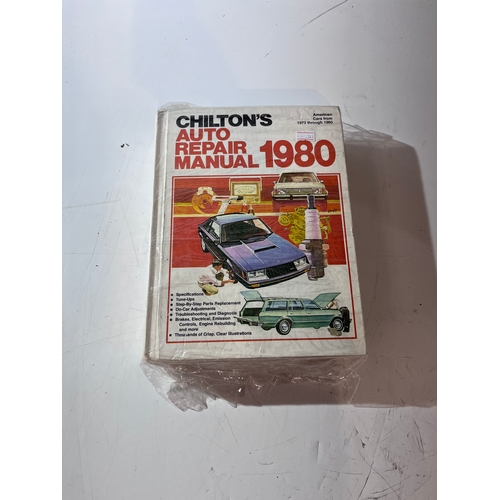 CHILTON'S
AUTO
REPAIR
MANUAL 1980
American
Cars from
1973 through 1980
• Specifications
• Tune-Ups
• Step-By-Step Parts Replacement
• On-Car Adjustments
• Troubleshooting and Diagnosis
• Brakes, Electrical, Emission
Controls, Engine Rebuilding
and more
• Thousands of Crisp, Clear Illustrations